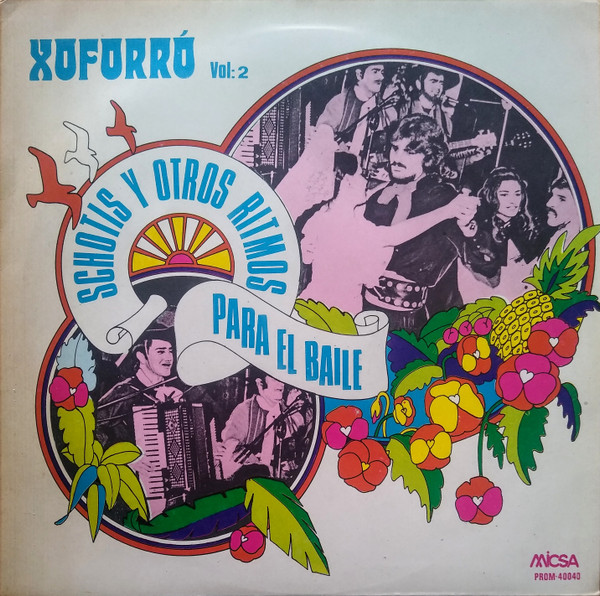 XOFORRÓ Vol: 2
SCHOTIS Y OTROS RITMOS
PARA EL BAILE
MICSA
PROM-40040